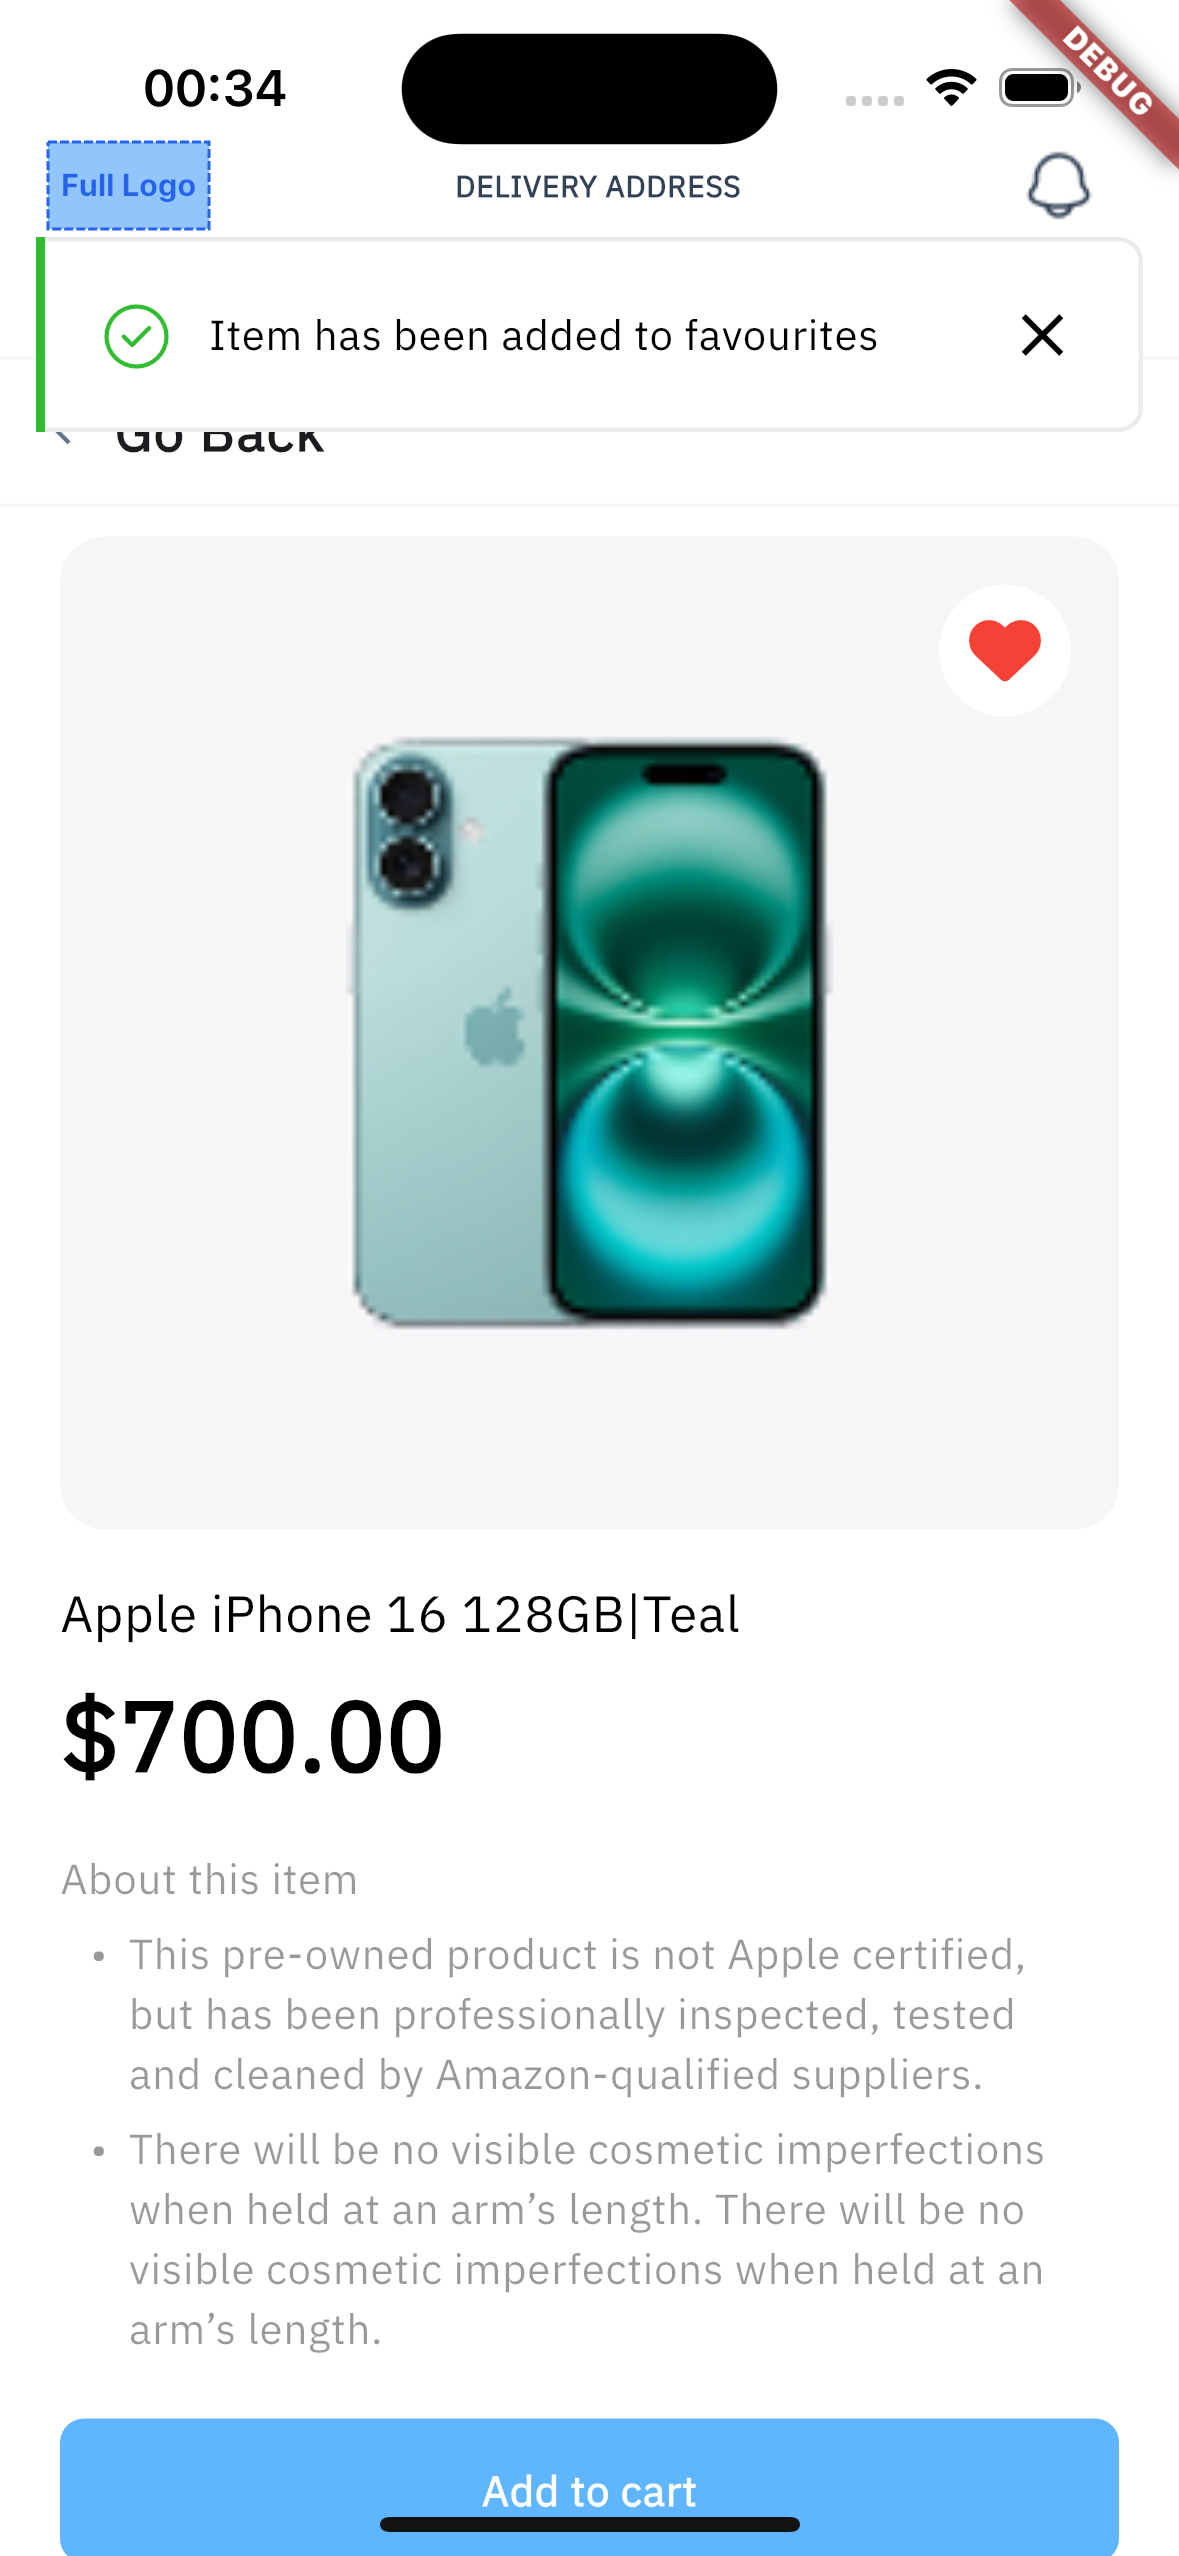 00:34
DEBUG
Full Logo
DELIVERY ADDRESS
Item has been added to favourites
Go Back
Apple iPhone 16 128GB|Teal
$700.00
About this item
• This pre-owned product is not Apple certified,
but has been professionally inspected, tested
and cleaned by Amazon-qualified suppliers.
• There will be no visible cosmetic imperfections
when held at an arm’s length. There will be no
visible cosmetic imperfections when held at an
arm’s length.
Add to cart